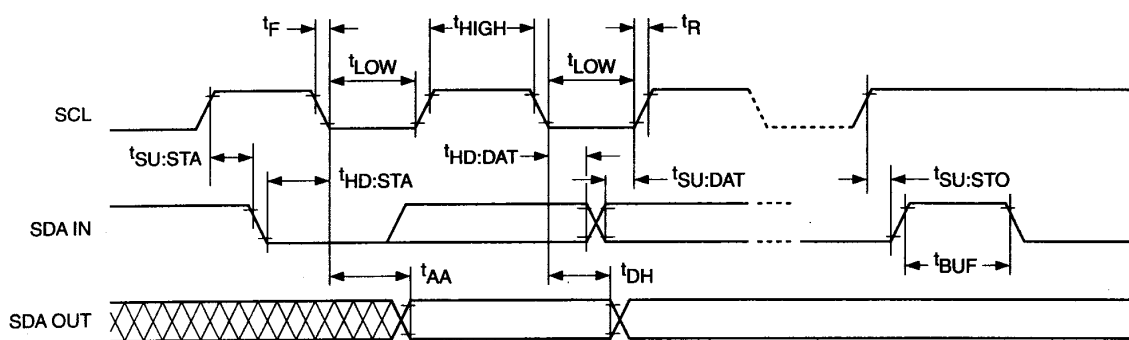 tF tHIGH tR
tLOW tLOW
SCL
tSU:STA tHD:STA tHD:DAT tSU:DAT tSU:STO
SDA IN
tAA tDH tBUF
SDA OUT